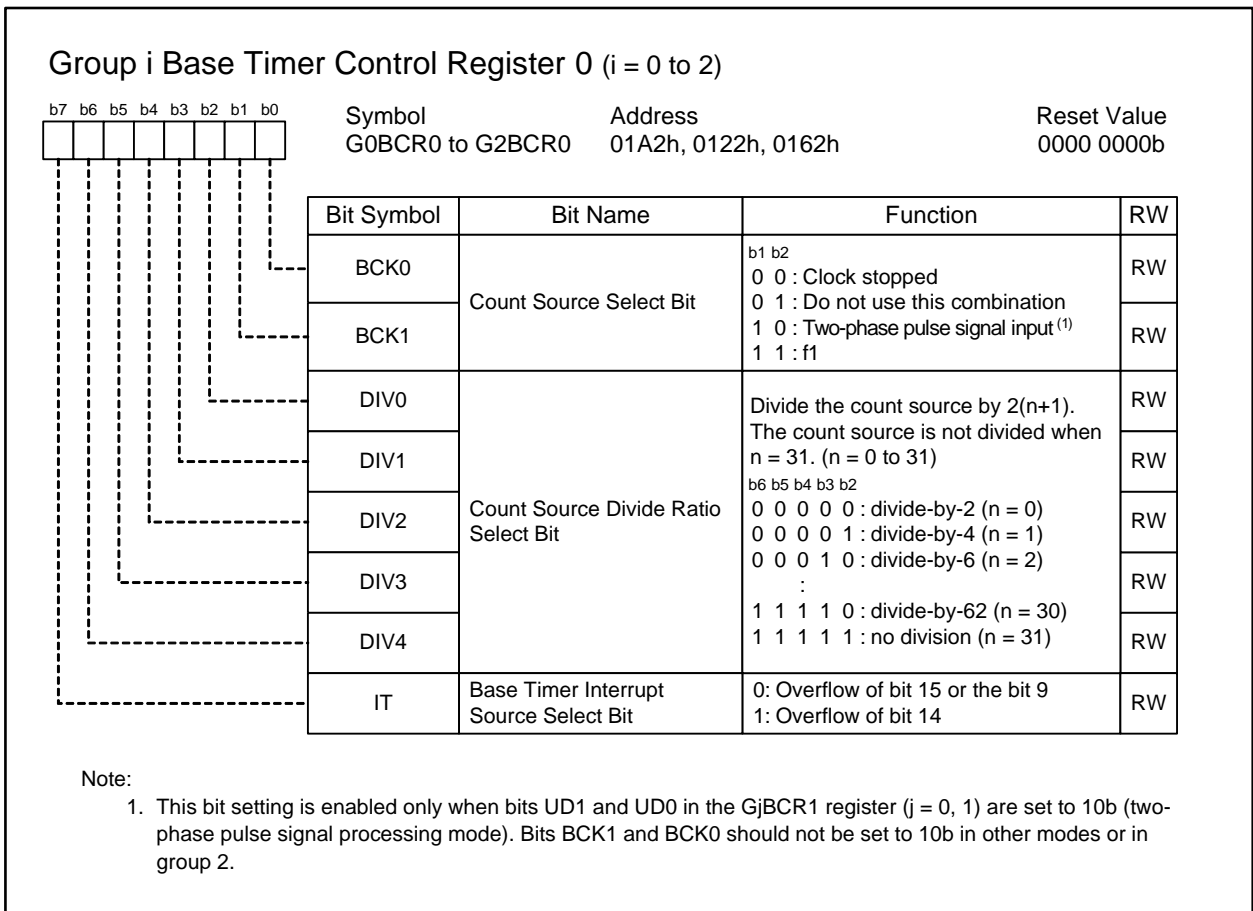 Group i Base Timer Control Register 0 (i = 0 to 2)
b7 b6 b5 b4 b3 b2 b1 b0
Symbol Address Reset Value
G0BCR0 to G2BCR0 01A2h, 0122h, 0162h 0000 0000b
Bit Symbol Bit Name Function RW
BCK0 RW
BCK1 RW
Count Source Select Bit
b1 b2
0 0 : Clock stopped
0 1 : Do not use this combination
1 0 : Two-phase pulse signal input (1)
1 1 : f1
DIV0 RW
DIV1 RW
DIV2 RW
DIV3 RW
DIV4 RW
Count Source Divide Ratio
Select Bit
Divide the count source by 2(n+1).
The count source is not divided when
n = 31. (n = 0 to 31)
b6 b5 b4 b3 b2
0 0 0 0 0 : divide-by-2 (n = 0)
0 0 0 0 1 : divide-by-4 (n = 1)
0 0 0 1 0 : divide-by-6 (n = 2)
:
1 1 1 1 0 : divide-by-62 (n = 30)
1 1 1 1 1 : no division (n = 31)
IT RW
Base Timer Interrupt
Source Select Bit
0: Overflow of bit 15 or the bit 9
1: Overflow of bit 14
Note:
1. This bit setting is enabled only when bits UD1 and UD0 in the GjBCR1 register (j = 0, 1) are set to 10b (two-
phase pulse signal processing mode). Bits BCK1 and BCK0 should not be set to 10b in other modes or in
group 2.